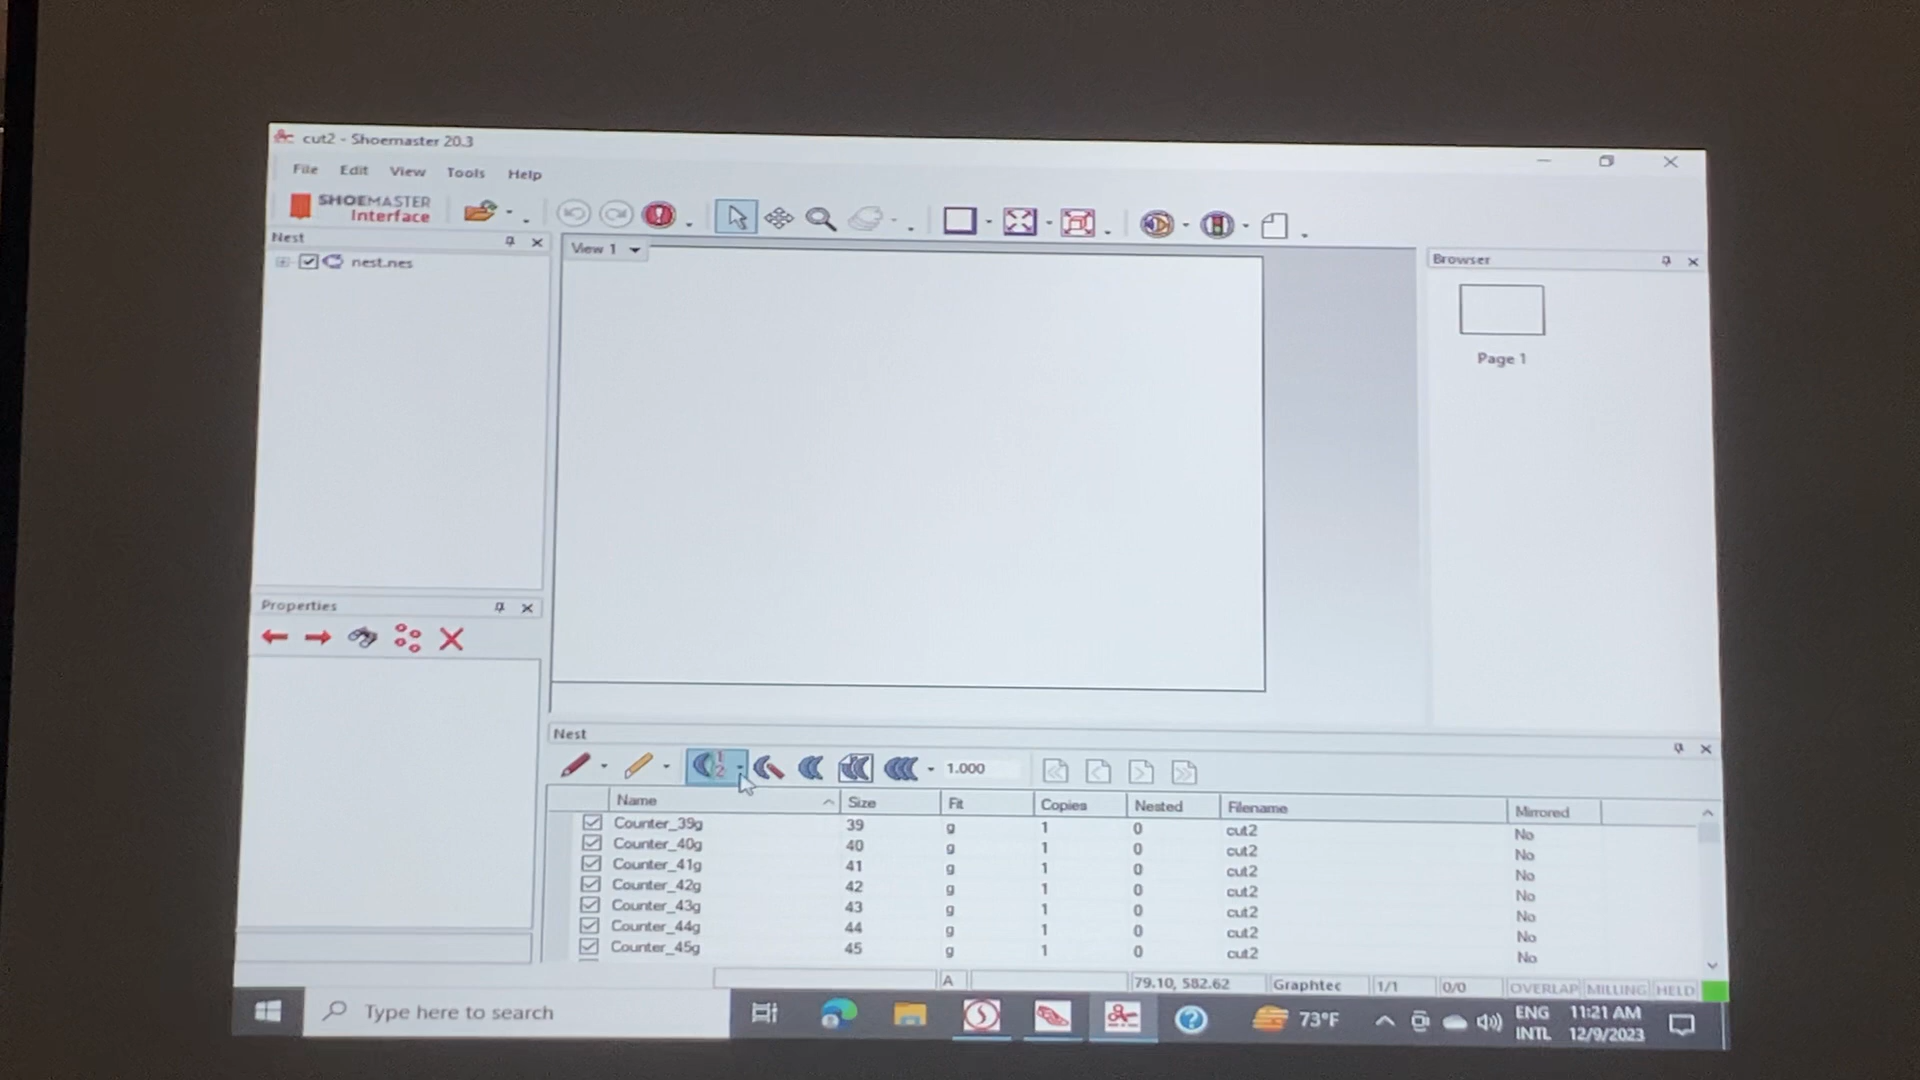 cut2 - Shoemaster 20.3
File Edit View Tools Help
SHOEMASTER
Interface
Nest
nest.nes
View 1
Browser
Page 1
Properties
Nest
1
2
1.000
Name Size Fit Copies Nested Filename Mirrored
Counter_39g 39 g 1 0 cut2 No
Counter_40g 40 g 1 0 cut2 No
Counter_41g 41 g 1 0 cut2 No
Counter_42g 42 g 1 0 cut2 No
Counter_43g 43 g 1 0 cut2 No
Counter_44g 44 g 1 0 cut2 No
Counter_45g 45 g 1 0 cut2 No
A 79.10, 582.62 Graphtec 1/1 0/0 OVERLAP MILLING HELD
Type here to search
73°F
ENG
INTL
11:21 AM
12/9/2023